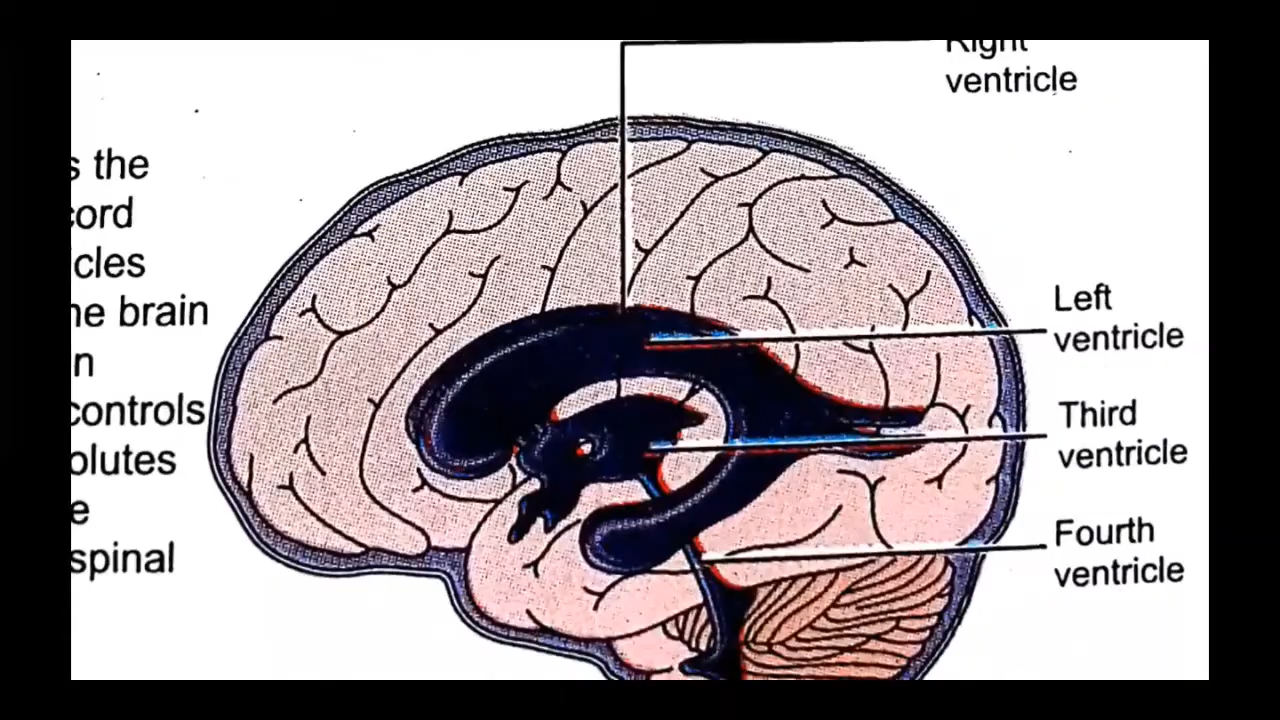 Right
ventricle
s the
cord
cles
he brain
n
controls
olutes
e
spinal
Left
ventricle
Third
ventricle
Fourth
ventricle